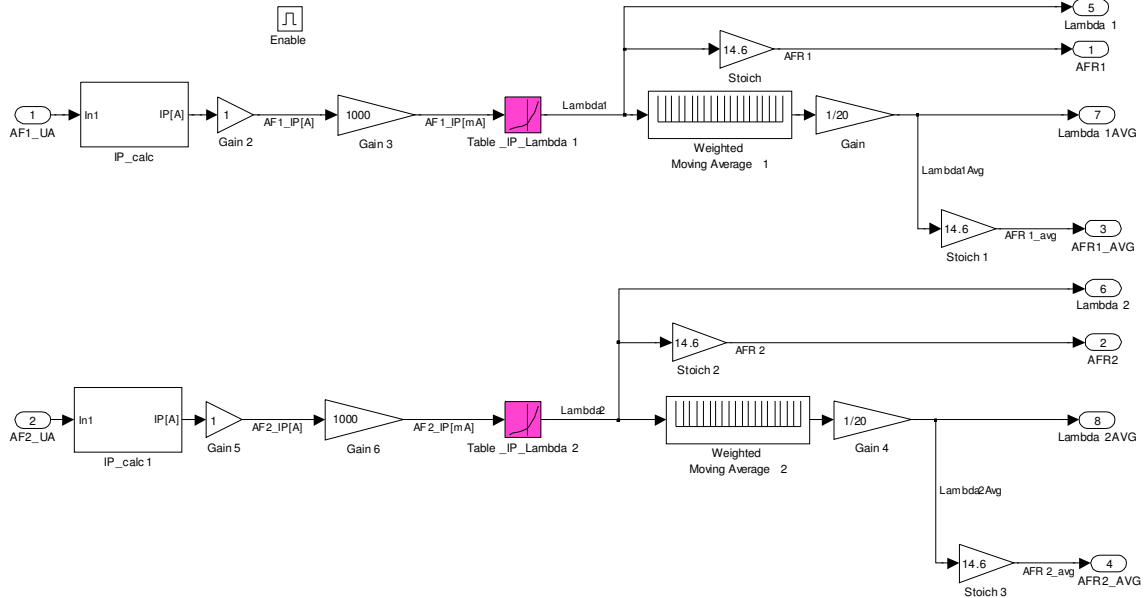 5
Lambda 1
Enable
14.6
AFR1
1
Stoich
AFR1
1
AF1_UA
In1
IP[A]
IP_calc
1
Gain 2
AF1_IP[A]
1000
Gain 3
AF1_IP[mA]
Table _IP_Lambda 1
Lambda1
Weighted
Moving Average 1
1/20
Gain
7
Lambda 1AVG
Lambda1Avg
14.6
Stoich 1
AFR 1_avg
3
AFR1_AVG
6
Lambda 2
14.6
Stoich 2
AFR 2
2
AFR2
2
AF2_UA
In1
IP[A]
IP_calc 1
1
Gain 5
AF2_IP[A]
1000
Gain 6
AF2_IP[mA]
Table _IP_Lambda 2
Lambda2
Weighted
Moving Average 2
1/20
Gain 4
8
Lambda 2AVG
Lambda2Avg
14.6
Stoich 3
AFR 2_avg
4
AFR2_AVG